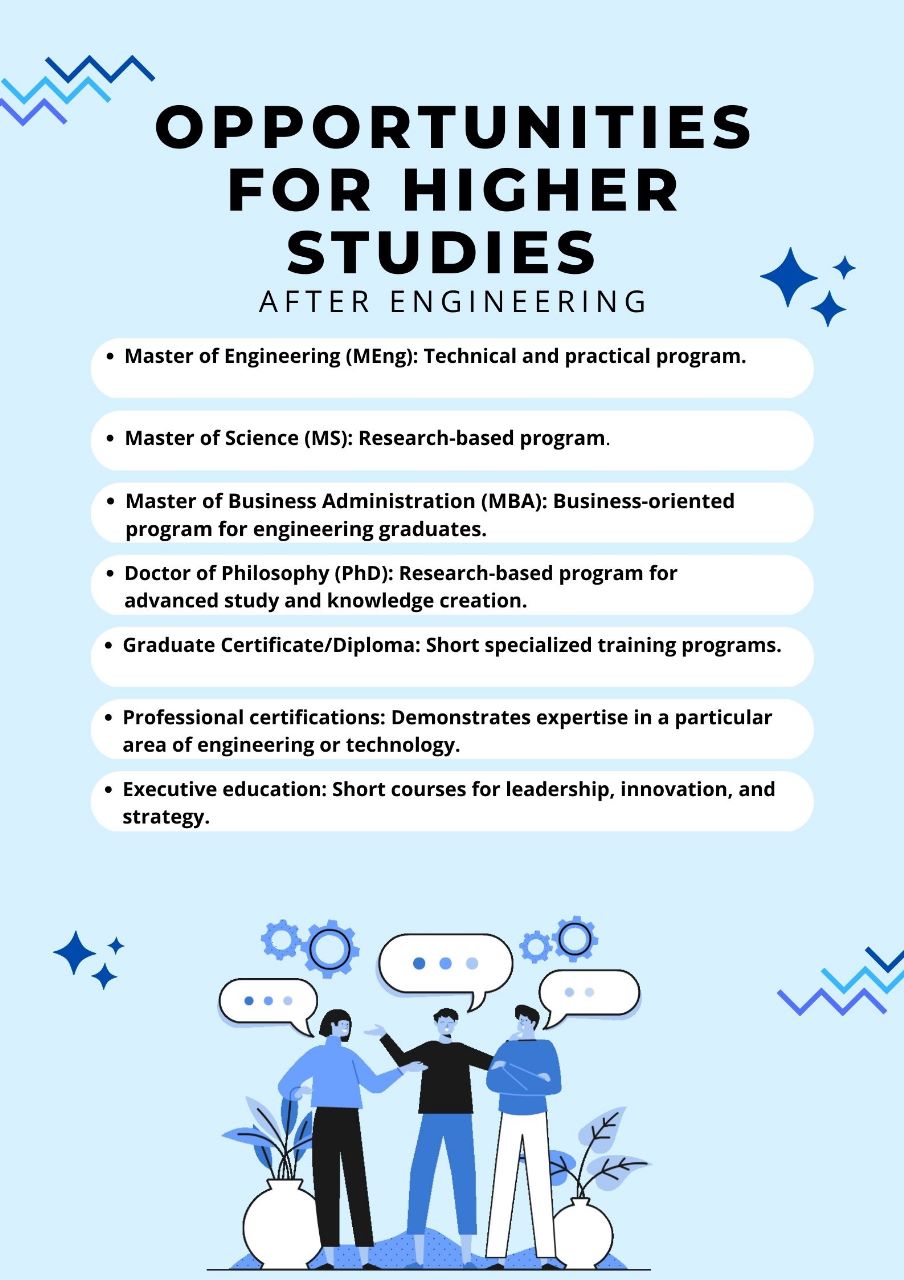 OPPORTUNITIES
FOR HIGHER
STUDIES
AFTER ENGINEERING
• Master of Engineering (MEng): Technical and practical program.
• Master of Science (MS): Research-based program.
• Master of Business Administration (MBA): Business-oriented
program for engineering graduates.
• Doctor of Philosophy (PhD): Research-based program for
advanced study and knowledge creation.
• Graduate Certificate/Diploma: Short specialized training programs.
• Professional certifications: Demonstrates expertise in a particular
area of engineering or technology.
• Executive education: Short courses for leadership, innovation, and
strategy.